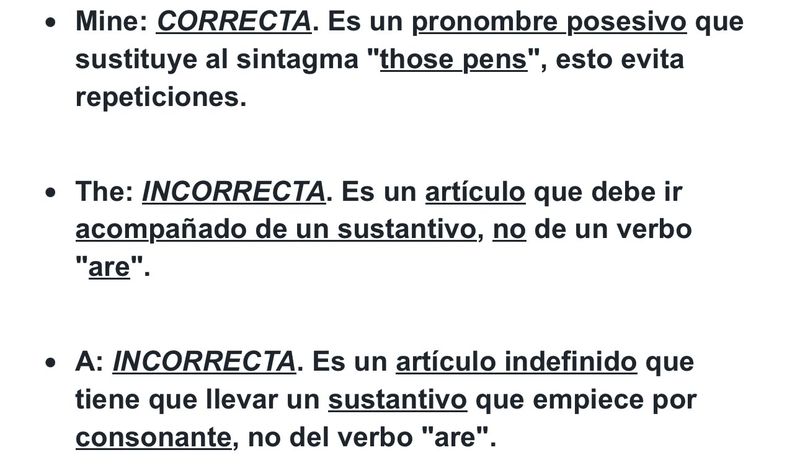 • Mine: CORRECTA. Es un pronombre posesivo que
sustituye al sintagma "those pens", esto evita
repeticiones.
• The: INCORRECTA. Es un artículo que debe ir
acompañado de un sustantivo, no de un verbo
"are".
• A: INCORRECTA. Es un artículo indefinido que
tiene que llevar un sustantivo que empiece por
consonante, no del verbo "are".